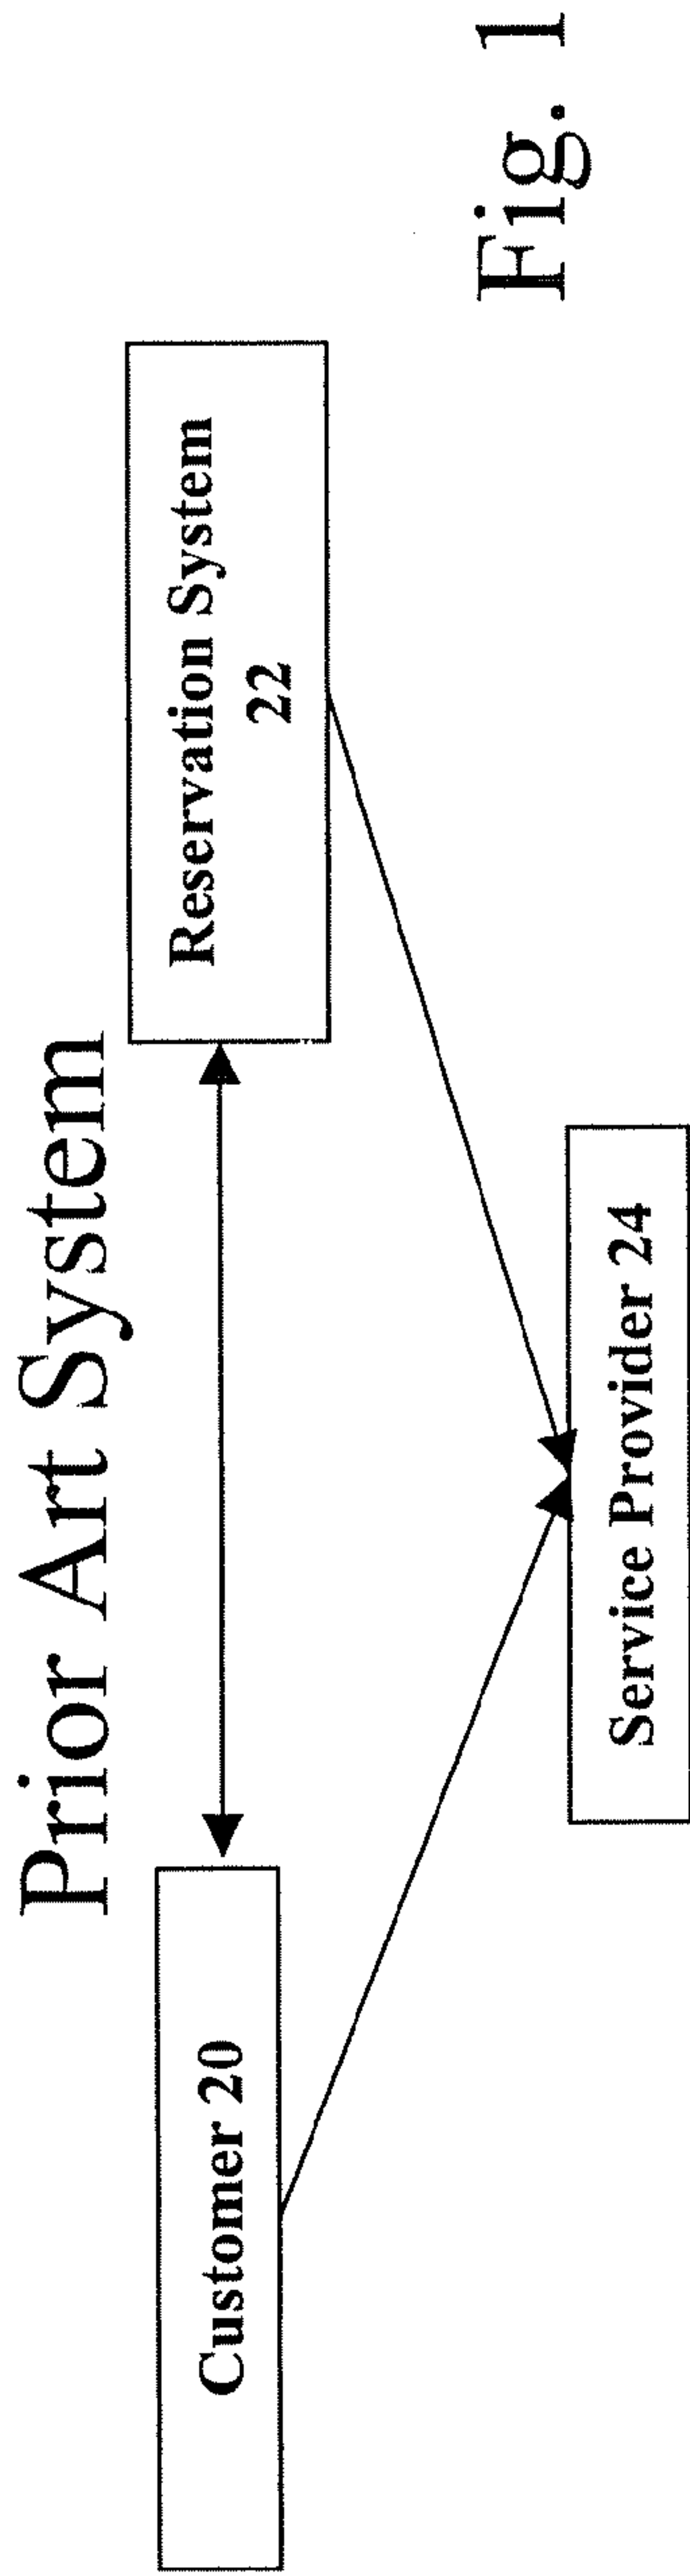 Prior Art System
Customer 20
Reservation System
22
Service Provider 24
Fig. 1